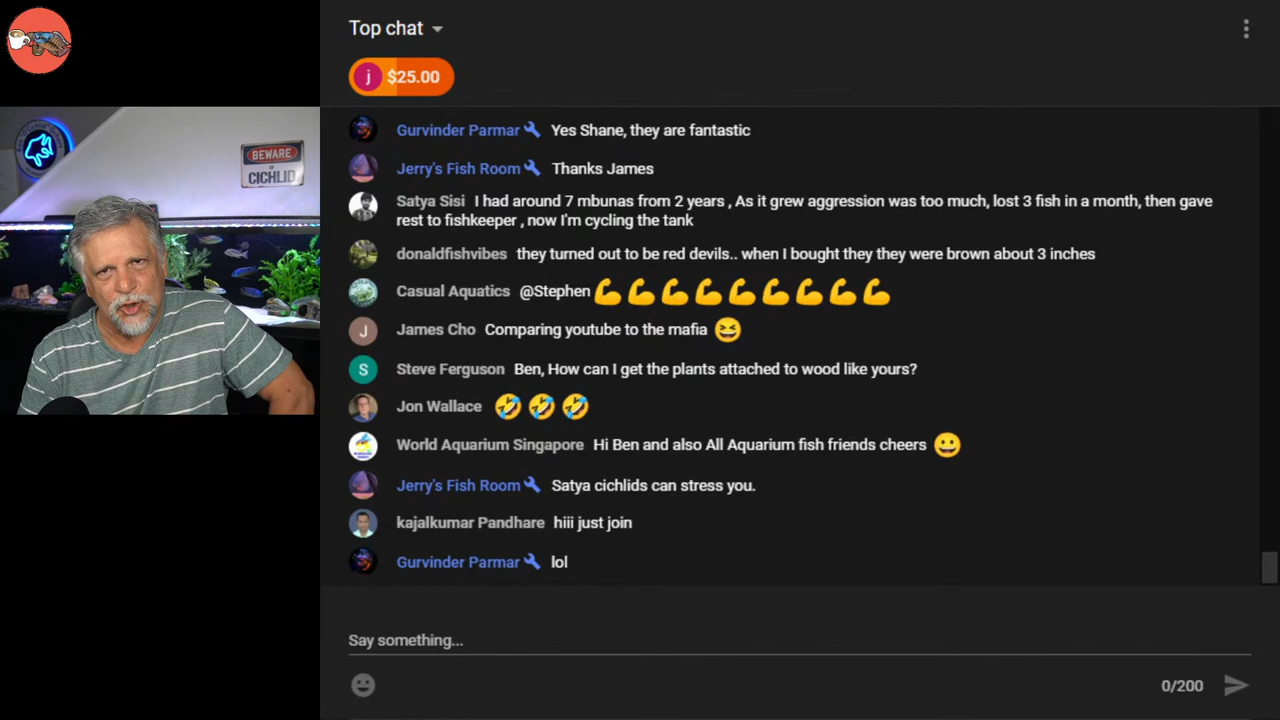 Top chat
j $25.00
BEWARE
OF
CICHLID
Gurvinder Parmar Yes Shane, they are fantastic
Jerry's Fish Room Thanks James
Satya Sisi I had around 7 mbunas from 2 years , As it grew aggression was too much, lost 3 fish in a month, then gave
rest to fishkeeper , now I'm cycling the tank
donaldfishvibes they turned out to be red devils.. when I bought they they were brown about 3 inches
Casual Aquatics @Stephen 💪💪💪💪💪💪💪💪💪
J James Cho Comparing youtube to the mafia 😆
S Steve Ferguson Ben, How can I get the plants attached to wood like yours?
Jon Wallace 🤣🤣🤣
World Aquarium Singapore Hi Ben and also All Aquarium fish friends cheers 😀
Jerry's Fish Room Satya cichlids can stress you.
kajalkumar Pandhare hiii just join
Gurvinder Parmar lol
Say something...
0/200